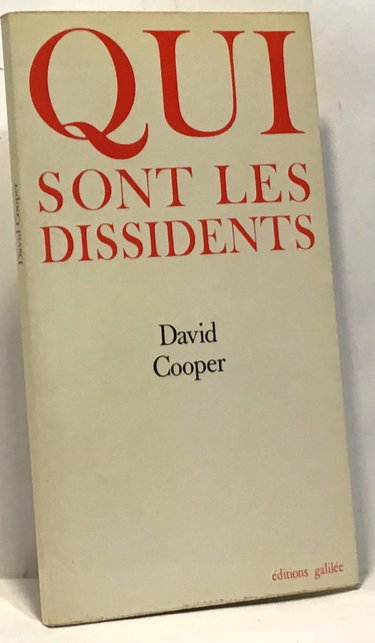 QUI
SONT LES
DISSIDENTS
David
Cooper
éditions galilée
David Cooper